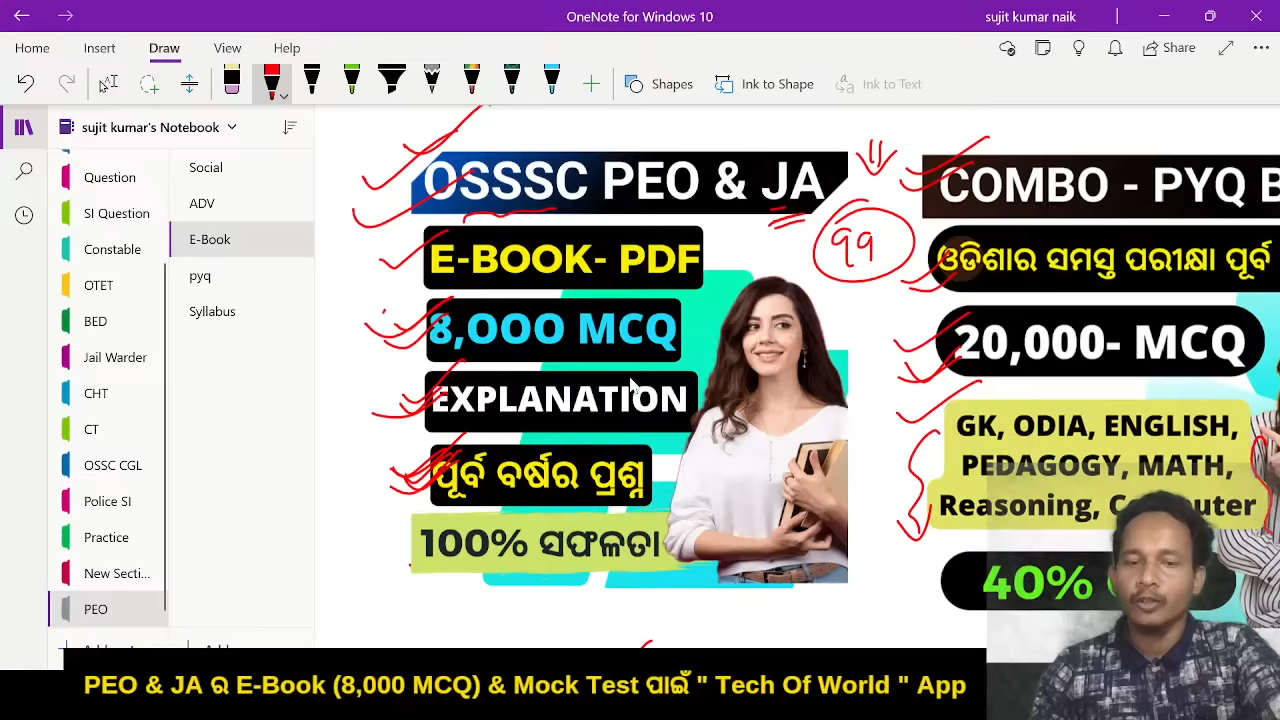 OneNote for Windows 10
sujit kumar naik
Home Insert Draw View Help
Share
Shapes
Ink to Shape
Ink to Text
sujit kumar's Notebook
Question
SI Question
Constable
OTET
BED
Jail Warder
CHT
CT
OSSC CGL
Police SI
Practice
New Secti...
PEO
Social
ADV
E-Book
pyq
Syllabus
OSSSC PEO & JA
E-BOOK- PDF
8,000 MCQ
EXPLANATION
ପୂର୍ବ ବର୍ଷର ପ୍ରଶ୍ନ
100% ସଫଳତା
୩୩
COMBO - PYQ B
ଓଡିଶାର ସମସ୍ତ ପରୀକ୍ଷା ପୂର୍ବ
20,000- MCQ
GK, ODIA, ENGLISH,
PEDAGOGY, MATH,
Reasoning, Computer
40%
PEO & JA ର E-Book (8,000 MCQ) & Mock Test ପାଇଁ " Tech Of World " App